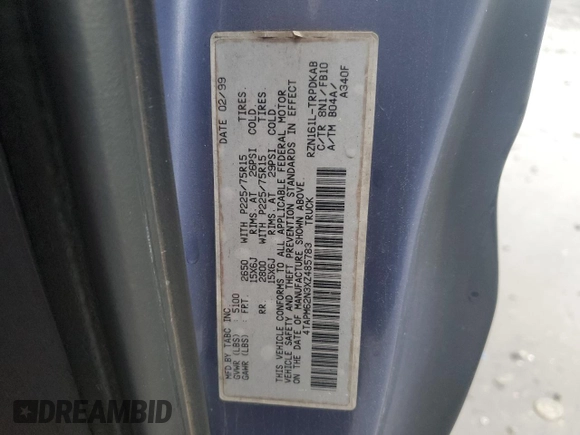 DATE 02/99
MFD BY TABC INC
GVWR (LBS) : 5100
GAWR (LBS) : FRT. 2650 WITH P225/75R15 TIRES.
15X6J RIMS. AT 26PSI COLD.
RR 2800 WITH P225/75R15 TIRES
15X6J RIMS. AT 29PSI COLD
THIS VEHICLE CONFORMS TO ALL APPLICABLE FEDERAL MOTOR
VEHICLE SAFETY AND THEFT PREVENTION STANDARDS IN EFFECT
ON THE DATE OF MANUFACTURE SHOWN ABOVE.
4TAPM62N3XZ485783 TRUCK
RZN161L-TRPDKAB
C/TR 8N1/FB10
A/TM B04A/
A340F
DREAMBID